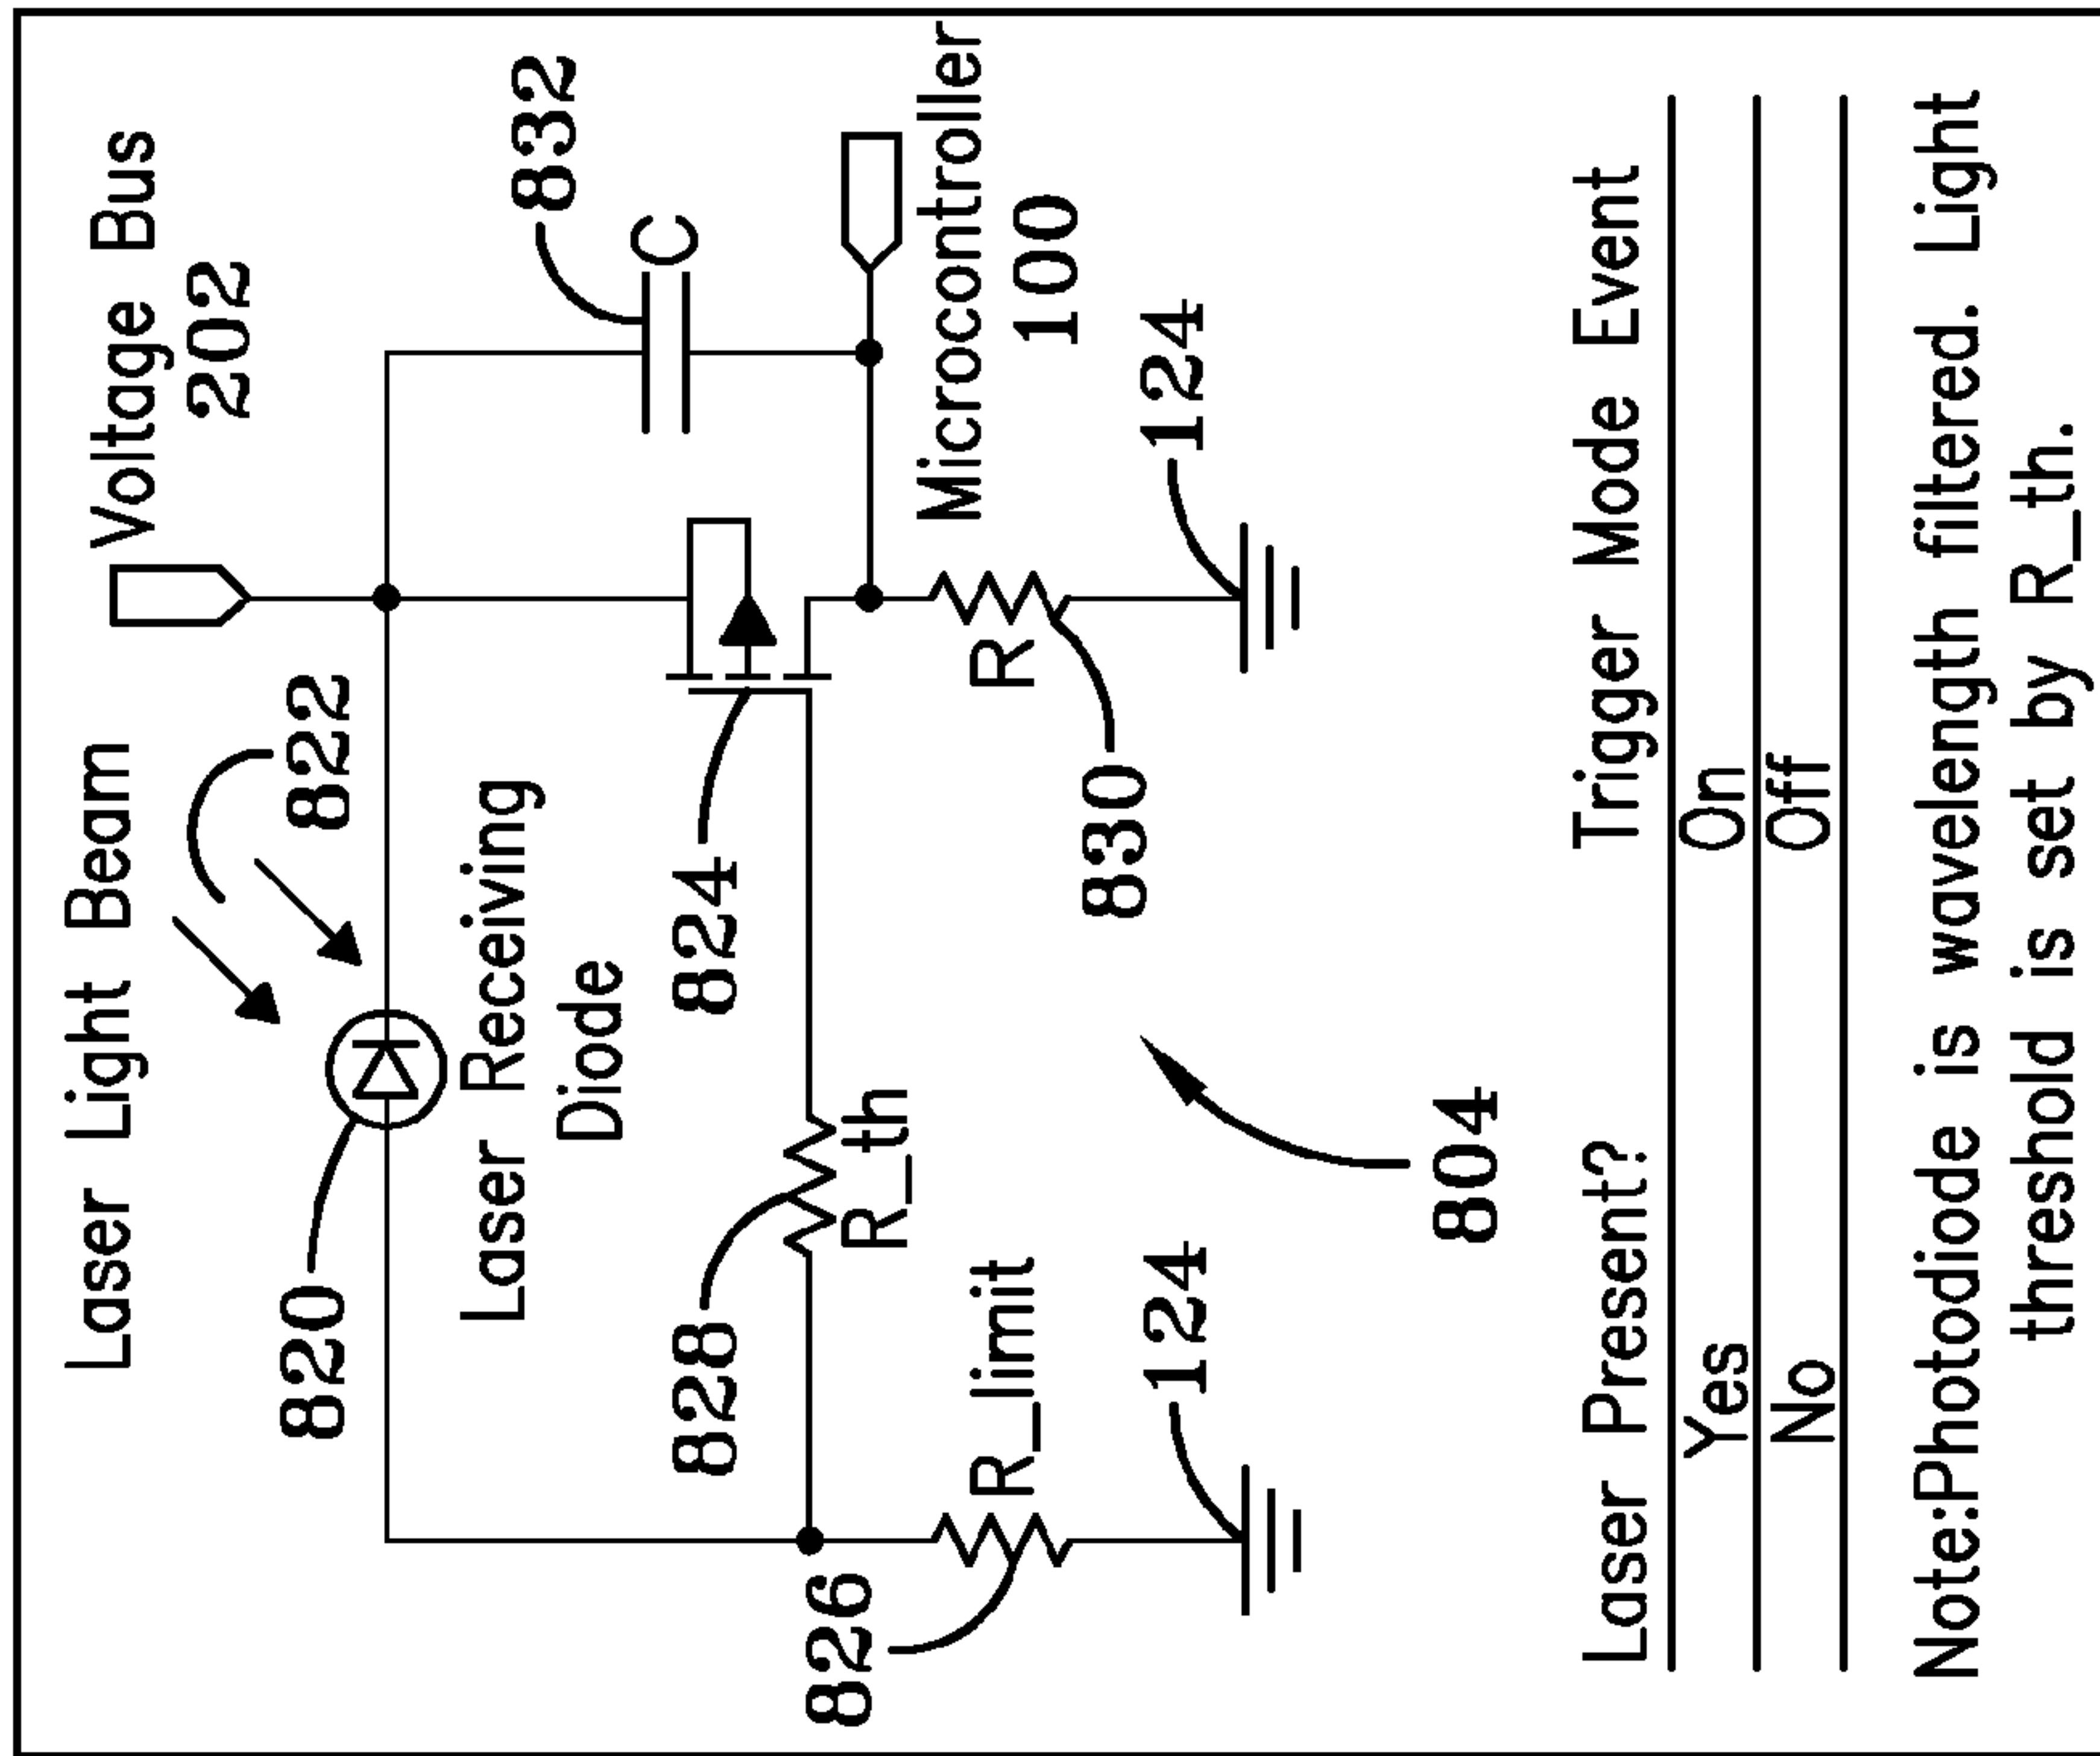 Laser Light Beam
Voltage Bus
202
820
822
Laser Receiving
Diode
832
C
824
828
R_th
826
R_limit
R
Microcontroller
100
830
124
124
804
Laser Present? Trigger Mode Event
Yes On
No Off
Note:Photodiode is wavelength filtered. Light
threshold is set by R_th.